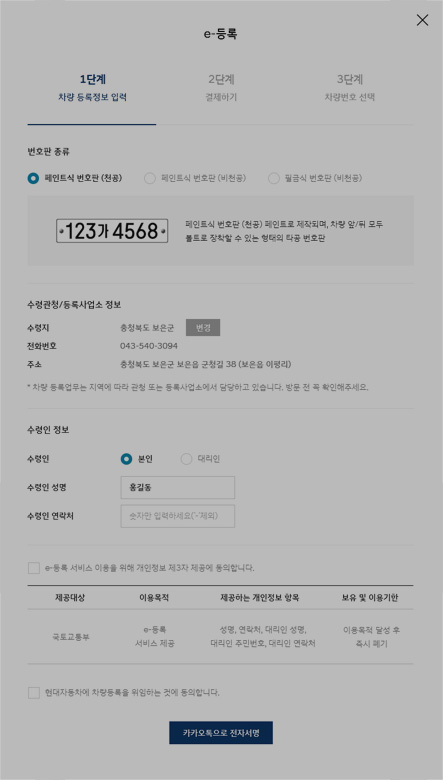 e-등록
1단계 2단계 3단계
차량 등록정보 입력 결제하기 차량번호 선택
번호판 종류
페인트식 번호판 (천공) 페인트식 번호판 (비천공) 필름식 번호판 (비천공)
123가 4568
페인트식 번호판 (천공) 페인트로 제작되며, 차량 앞/뒤 모두
볼트로 장착할 수 있는 형태의 타공 번호판
수령관청/등록사업소 정보
수령지 충청북도 보은군 변경
전화번호 043-540-3094
주소 충청북도 보은군 보은읍 군청길 38 (보은읍 이평리)
* 차량 등록업무는 지역에 따라 관청 또는 등록사업소에서 담당하고 있습니다. 방문 전 꼭 확인해주세요.
수령인 정보
수령인 본인 대리인
수령인 성명 홍길동
수령인 연락처 숫자만 입력하세요('-'제외)
e-등록 서비스 이용을 위해 개인정보 제3자 제공에 동의합니다.
제공대상 이용목적 제공하는 개인정보 항목 보유 및 이용기한
국토교통부 e-등록 서비스 제공 성명, 연락처, 대리인 성명, 대리인 주민번호, 대리인 연락처 이용목적 달성 후 즉시 폐기
현대자동차에 차량등록을 위임하는 것에 동의합니다.
카카오톡으로 전자서명